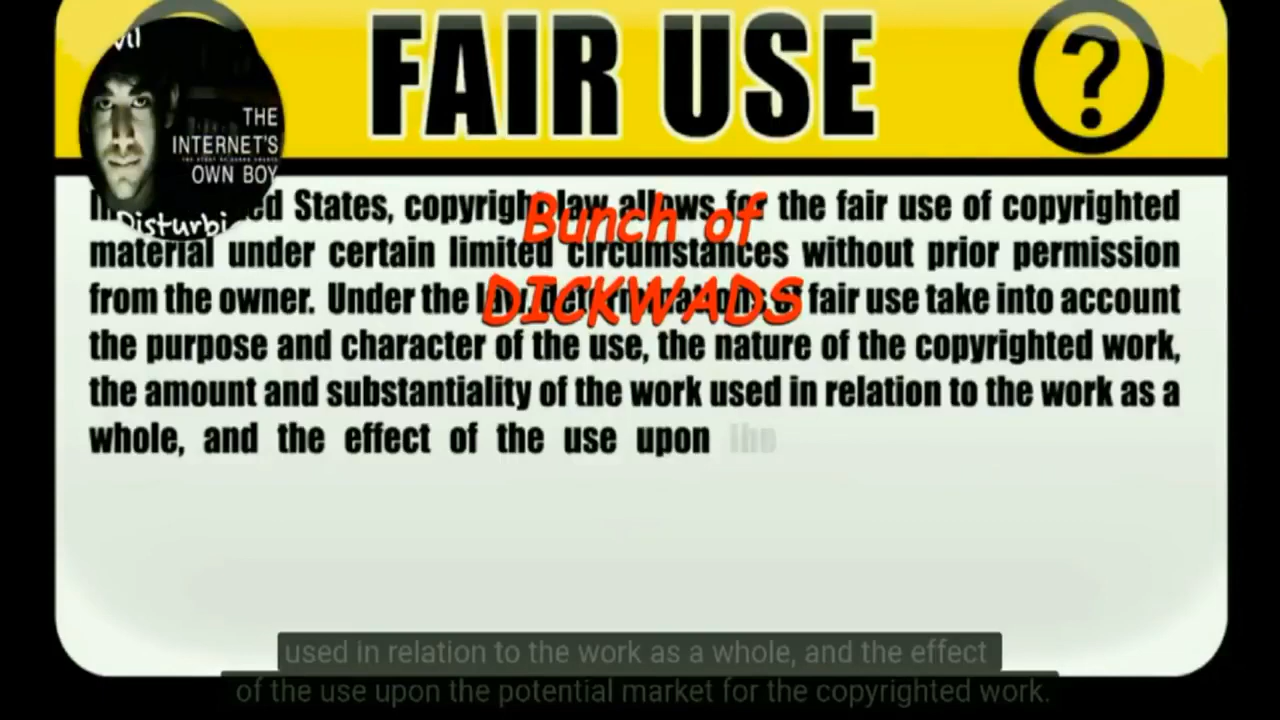 FAIR USE
?
vil
THE
INTERNET'S
OWN BOY
Disturbi
ed States, copyright law allows for the fair use of copyrighted
material under certain limited circumstances without prior permission
from the owner. Under the law, determinations of fair use take into account
the purpose and character of the use, the nature of the copyrighted work,
the amount and substantiality of the work used in relation to the work as a
whole, and the effect of the use upon the
Bunch of
DICKWADS
used in relation to the work as a whole, and the effect
of the use upon the potential market for the copyrighted work.